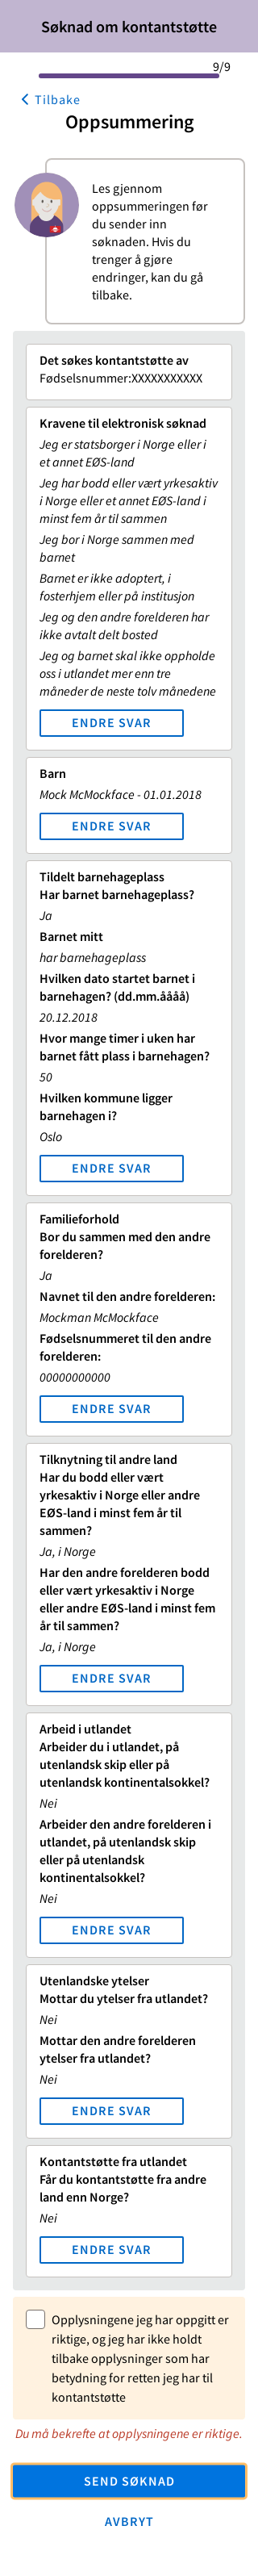 Søknad om kontantstøtte
9/9
Tilbake
Oppsummering
Les gjennom
oppsummeringen før
du sender inn
søknaden. Hvis du
trenger å gjøre
endringer, kan du gå
tilbake.
Det søkes kontantstøtte av
Fødselsnummer:XXXXXXXXXXX
Kravene til elektronisk søknad
Jeg er statsborger i Norge eller i
et annet EØS-land
Jeg har bodd eller vært yrkesaktiv
i Norge eller et annet EØS-land i
minst fem år til sammen
Jeg bor i Norge sammen med
barnet
Barnet er ikke adoptert, i
fosterhjem eller på institusjon
Jeg og den andre forelderen har
ikke avtalt delt bosted
Jeg og barnet skal ikke oppholde
oss i utlandet mer enn tre
måneder de neste tolv månedene
ENDRE SVAR
Barn
Mock McMockface - 01.01.2018
ENDRE SVAR
Tildelt barnehageplass
Har barnet barnehageplass?
Ja
Barnet mitt
har barnehageplass
Hvilken dato startet barnet i
barnehagen? (dd.mm.åååå)
20.12.2018
Hvor mange timer i uken har
barnet fått plass i barnehagen?
50
Hvilken kommune ligger
barnehagen i?
Oslo
ENDRE SVAR
Familieforhold
Bor du sammen med den andre
forelderen?
Ja
Navnet til den andre forelderen:
Mockman McMockface
Fødselsnummeret til den andre
forelderen:
00000000000
ENDRE SVAR
Tilknytning til andre land
Har du bodd eller vært
yrkesaktiv i Norge eller andre
EØS-land i minst fem år til
sammen?
Ja, i Norge
Har den andre forelderen bodd
eller vært yrkesaktiv i Norge
eller andre EØS-land i minst fem
år til sammen?
Ja, i Norge
ENDRE SVAR
Arbeid i utlandet
Arbeider du i utlandet, på
utenlandsk skip eller på
utenlandsk kontinentalsokkel?
Nei
Arbeider den andre forelderen i
utlandet, på utenlandsk skip
eller på utenlandsk
kontinentalsokkel?
Nei
ENDRE SVAR
Utenlandske ytelser
Mottar du ytelser fra utlandet?
Nei
Mottar den andre forelderen
ytelser fra utlandet?
Nei
ENDRE SVAR
Kontantstøtte fra utlandet
Får du kontantstøtte fra andre
land enn Norge?
Nei
ENDRE SVAR
Opplysningene jeg har oppgitt er
riktige, og jeg har ikke holdt
tilbake opplysninger som har
betydning for retten jeg har til
kontantstøtte
Du må bekrefte at opplysningene er riktige.
SEND SØKNAD
AVBRYT